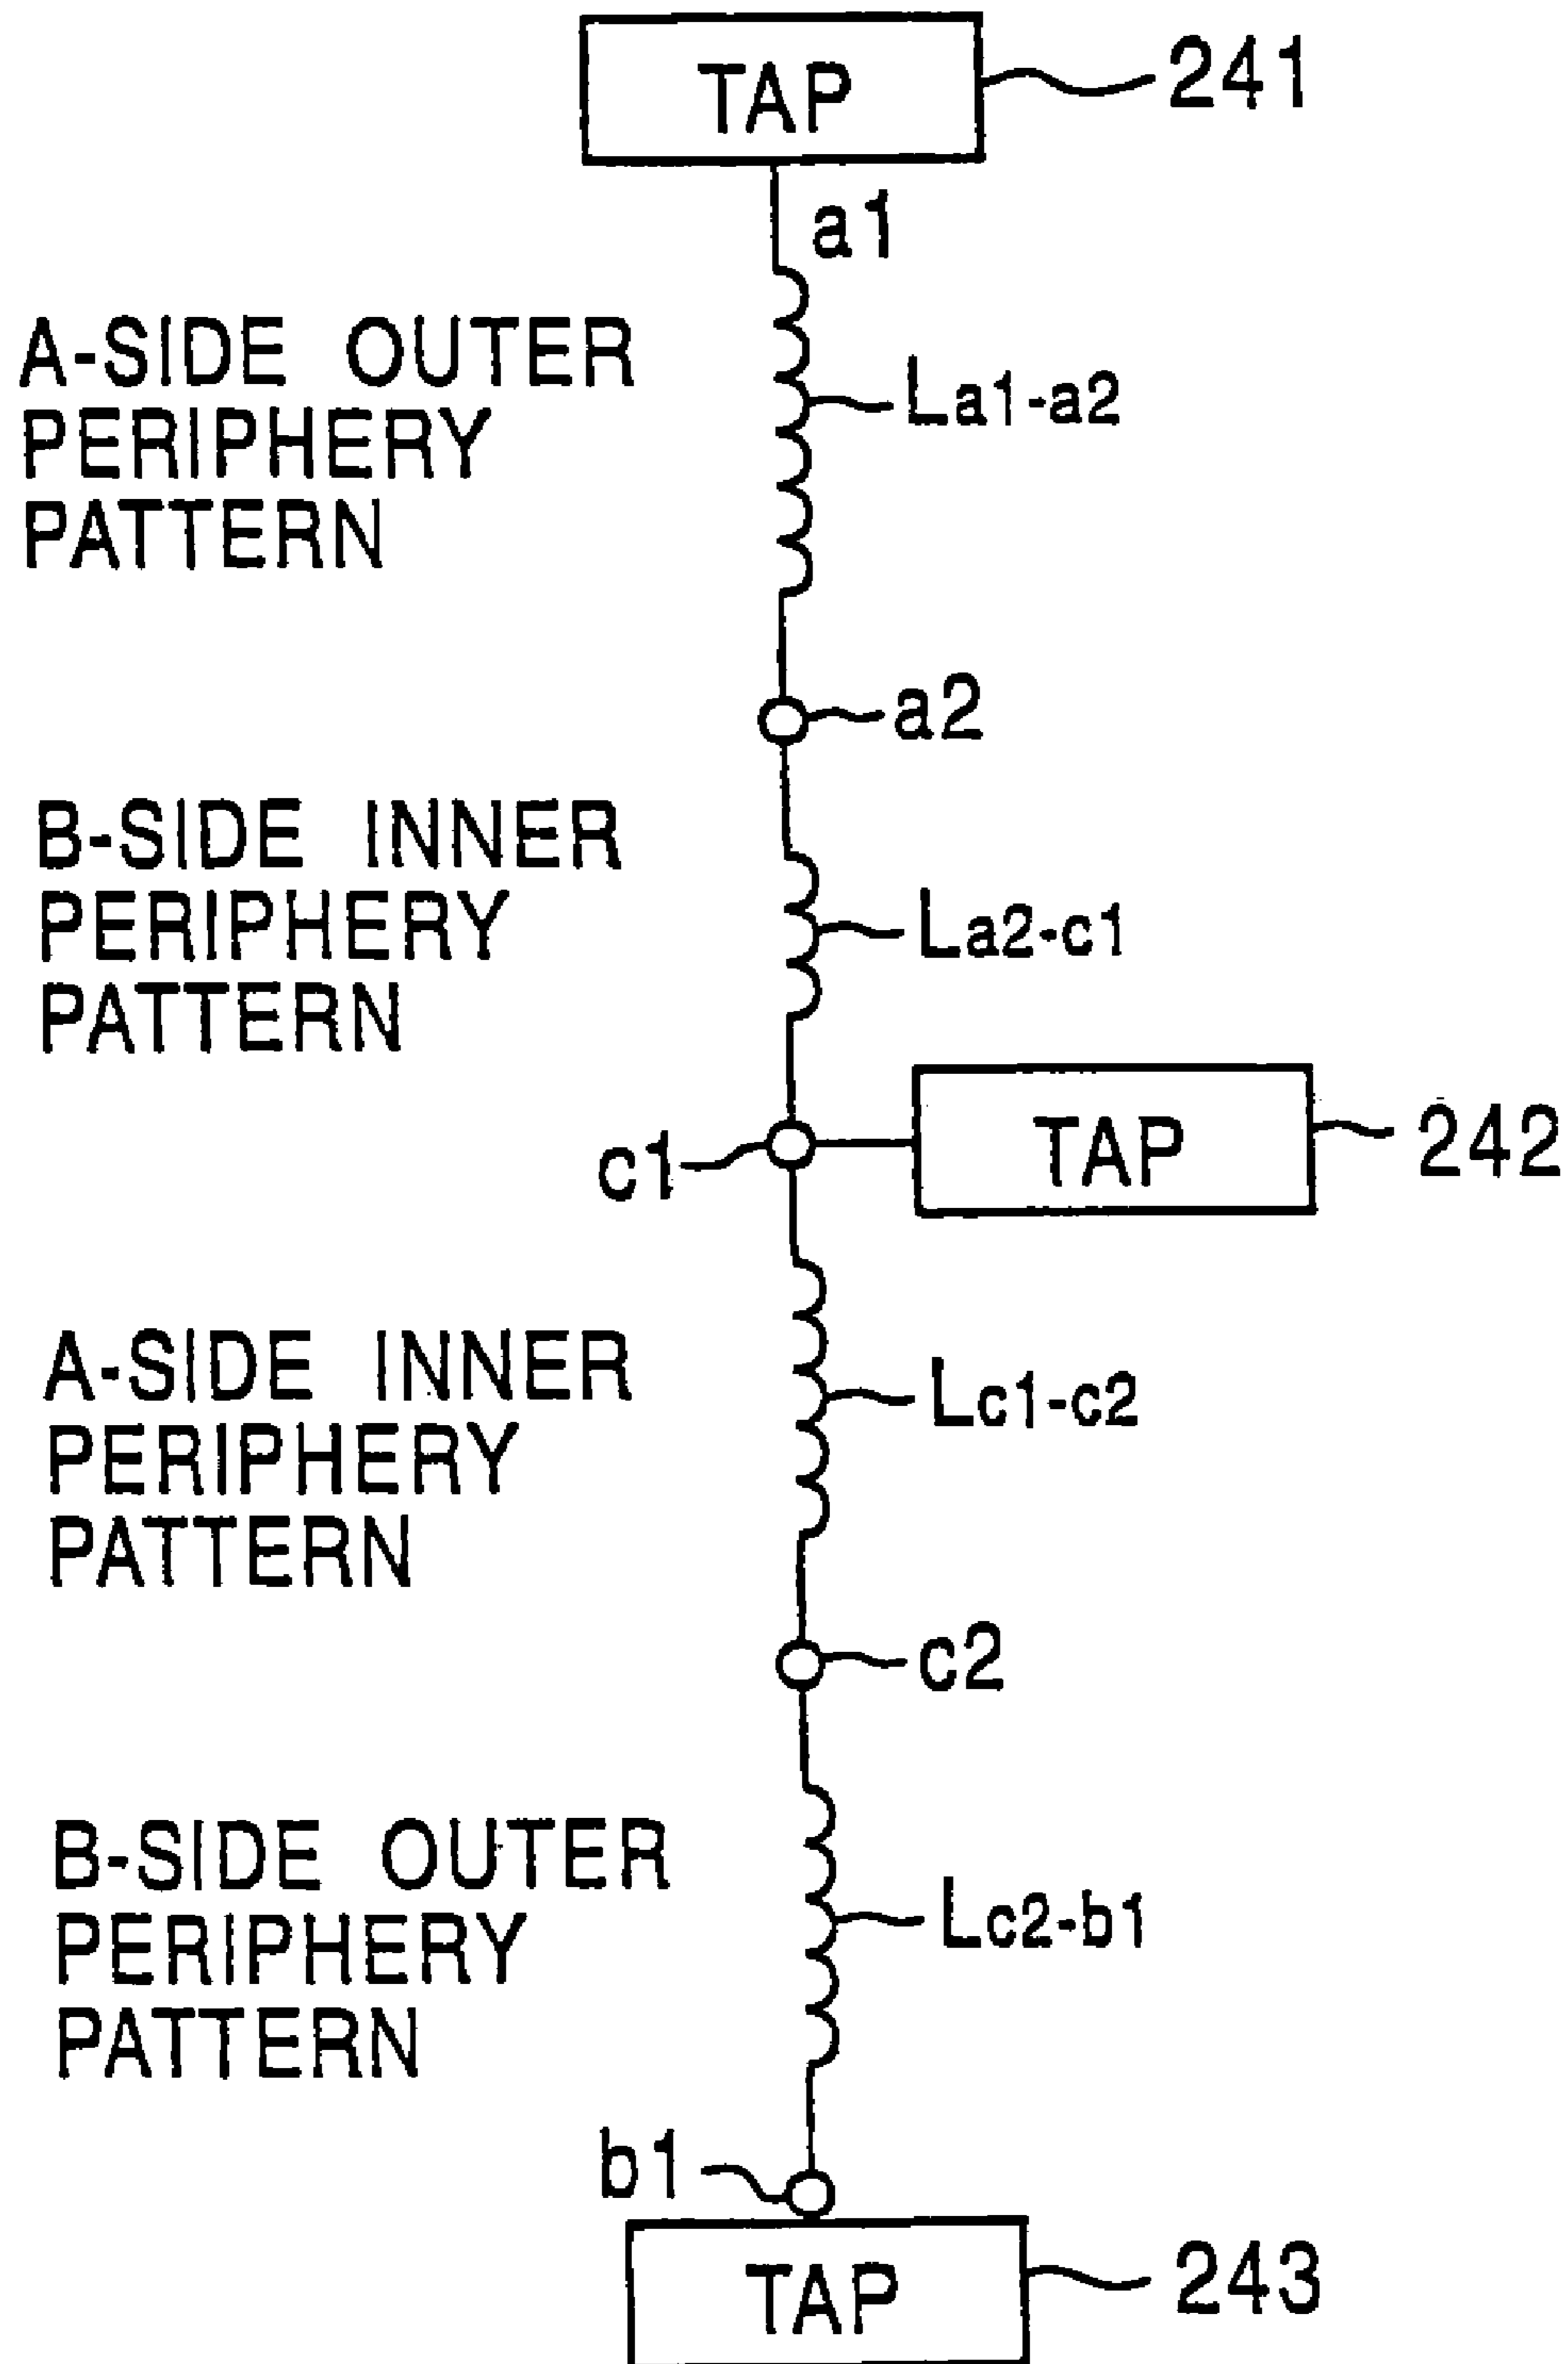 TAP
241
a1
A-SIDE OUTER
PERIPHERY
PATTERN
La1-a2
a2
B-SIDE INNER
PERIPHERY
PATTERN
La2-c1
c1
TAP
242
A-SIDE INNER
PERIPHERY
PATTERN
Lc1-c2
c2
B-SIDE OUTER
PERIPHERY
PATTERN
Lc2-b1
b1
TAP
243